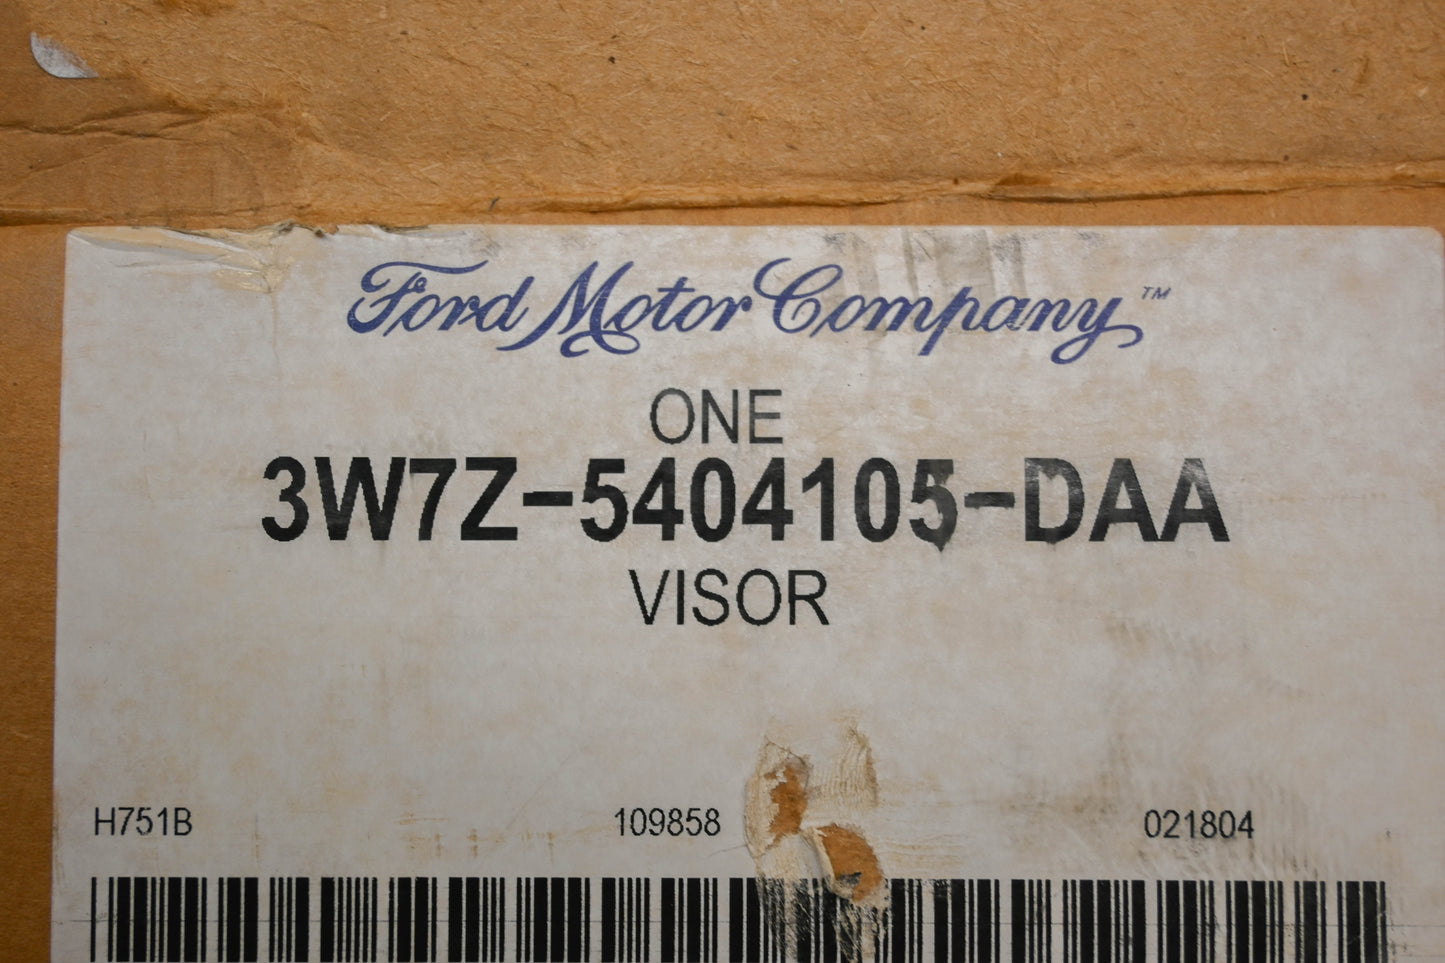 Ford Motor Company™
ONE
3W7Z-5404105-DAA
VISOR
H751B 109858 021804